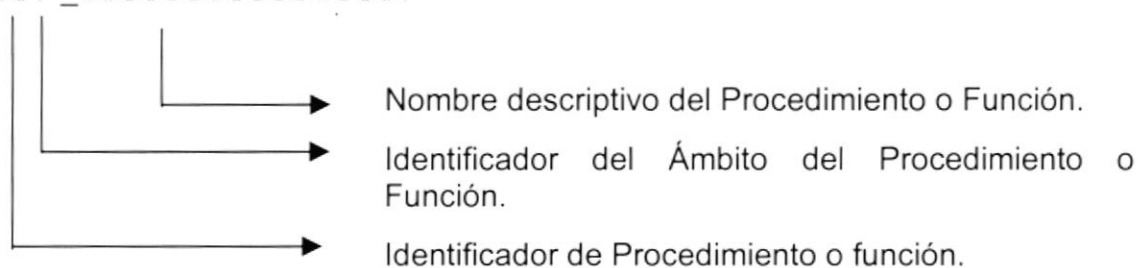 Nombre descriptivo del Procedimiento o Función.
Identificador del Ámbito del Procedimiento o
Función.
Identificador de Procedimiento o función.